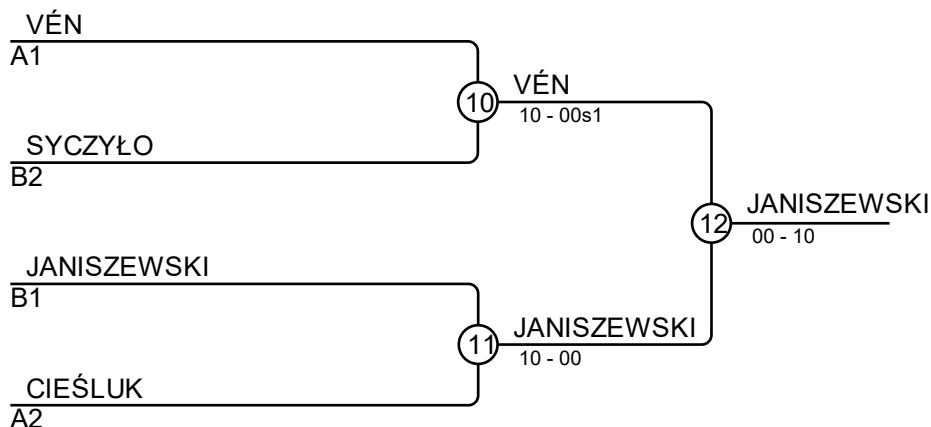 VÉN
A1
10
VÉN
10 - 00s1
SYCZYŁO
B2
12
JANISZEWSKI
00 - 10
JANISZEWSKI
B1
11
JANISZEWSKI
10 - 00
CIEŚLUK
A2